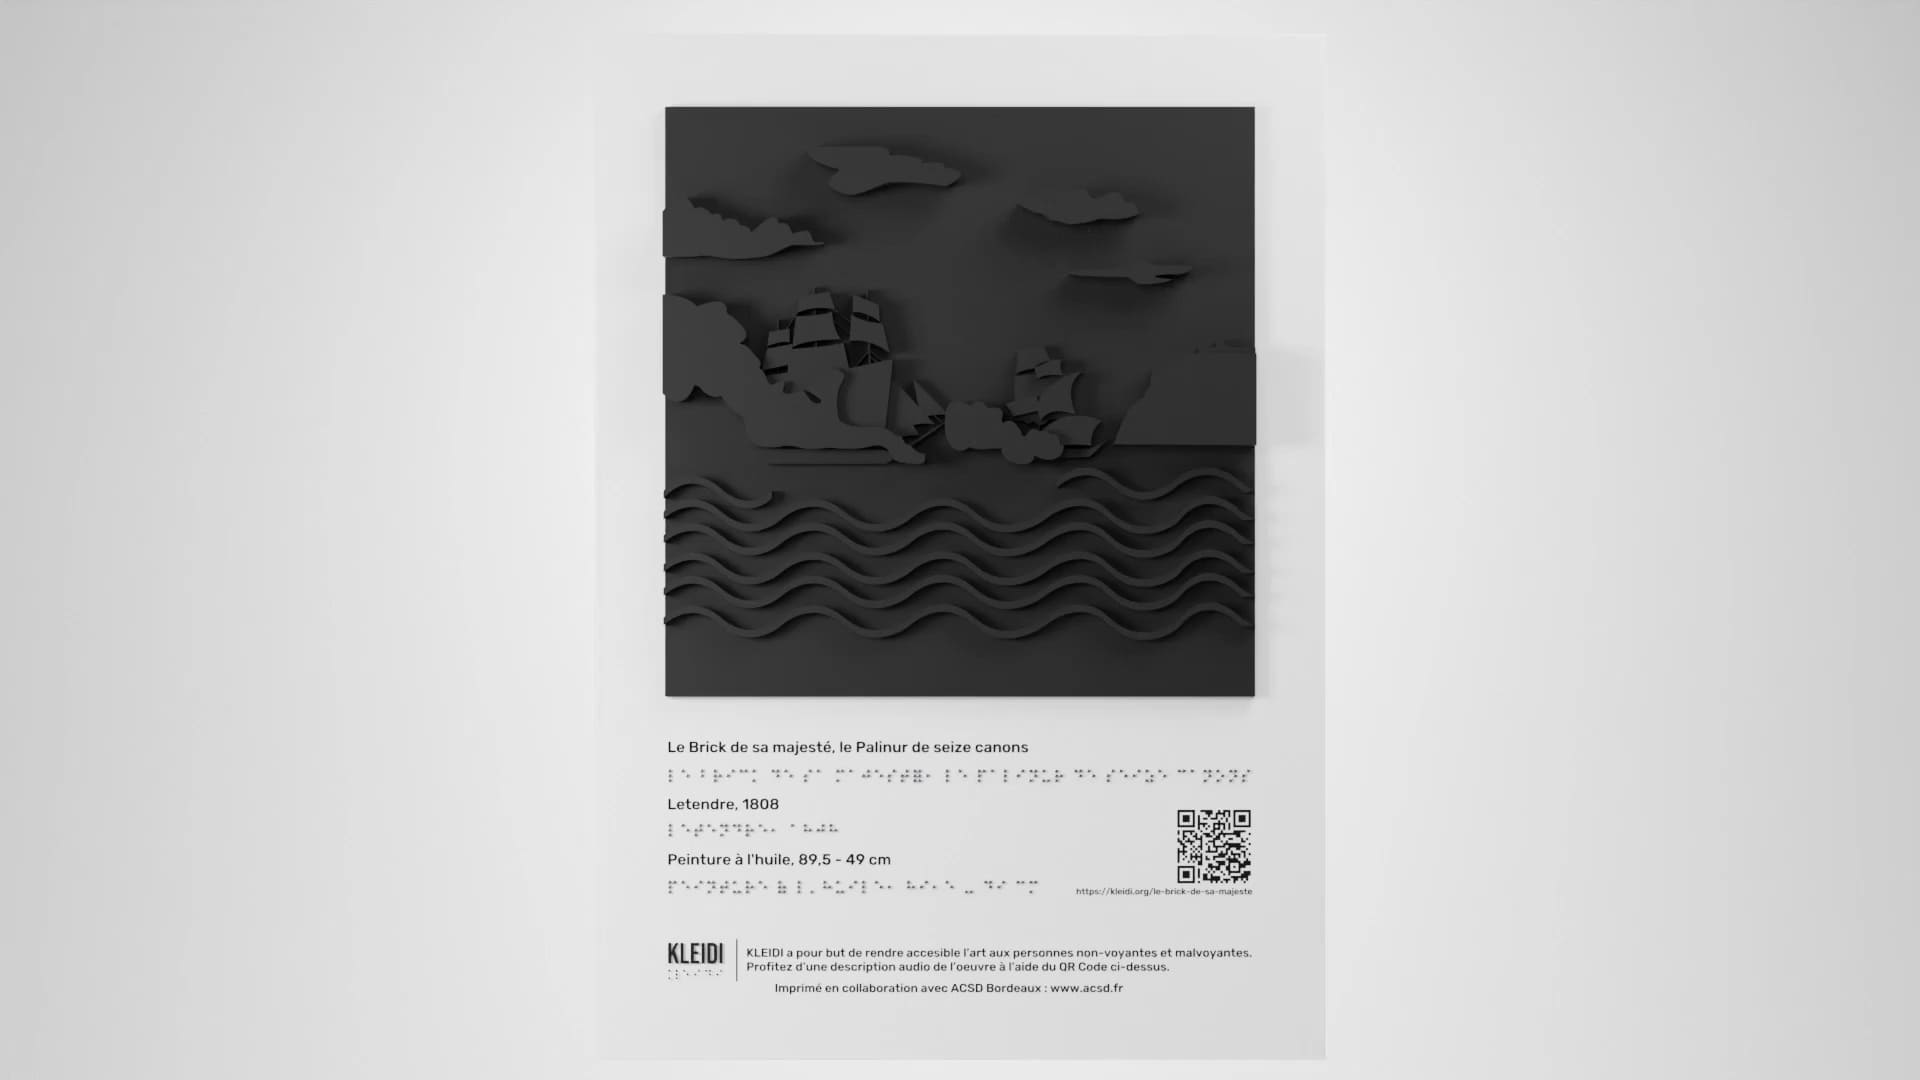 Le Brick de sa majesté, le Palinur de seize canons
Letendre, 1808
Peinture à l'huile, 89,5 - 49 cm
https://kleidi.org/le-brick-de-sa-majeste
KLEIDI
KLEIDI a pour but de rendre accesible l'art aux personnes non-voyantes et malvoyantes.
Profitez d'une description audio de l'oeuvre à l'aide du QR Code ci-dessus.
Imprimé en collaboration avec ACSD Bordeaux : www.acsd.fr